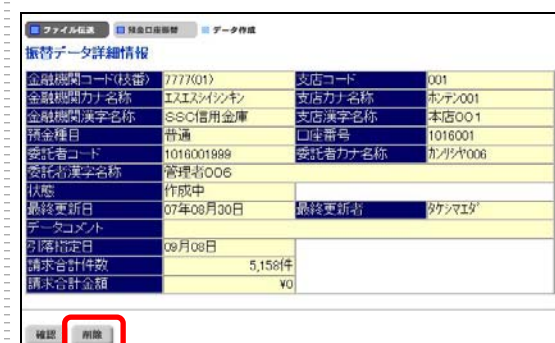 ファイル伝送 預金口座振替 データ作成
振替データ詳細情報
金融機関コード(枝番) 7777(01) 支店コード 001
金融機関カナ名称 エスエスシイシンキン 支店カナ名称 ホンテン001
金融機関漢字名称 SSC信用金庫 支店漢字名称 本店001
預金種目 普通 口座番号 1016001
委託者コード 1016001999 委託者カナ名称 カンリシヤ006
委託者漢字名称 管理者006
状態 作成中
最終更新日 07年08月30日 最終更新者 タケシマエダ
データコメント
引落指定日 09月08日
請求合計件数 5,158件
請求合計金額 ¥0
確認 削除